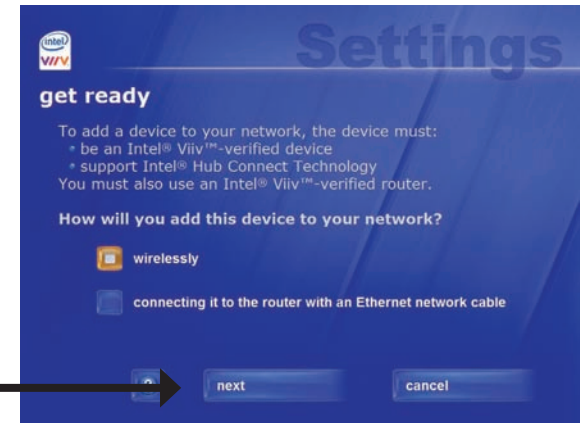 intel
VIIV
Settings
get ready
To add a device to your network, the device must:
• be an Intel® Viiv™-verified device
• support Intel® Hub Connect Technology
You must also use an Intel® Viiv™-verified router.
How will you add this device to your network?
wirelessly
connecting it to the router with an Ethernet network cable
?
next
cancel